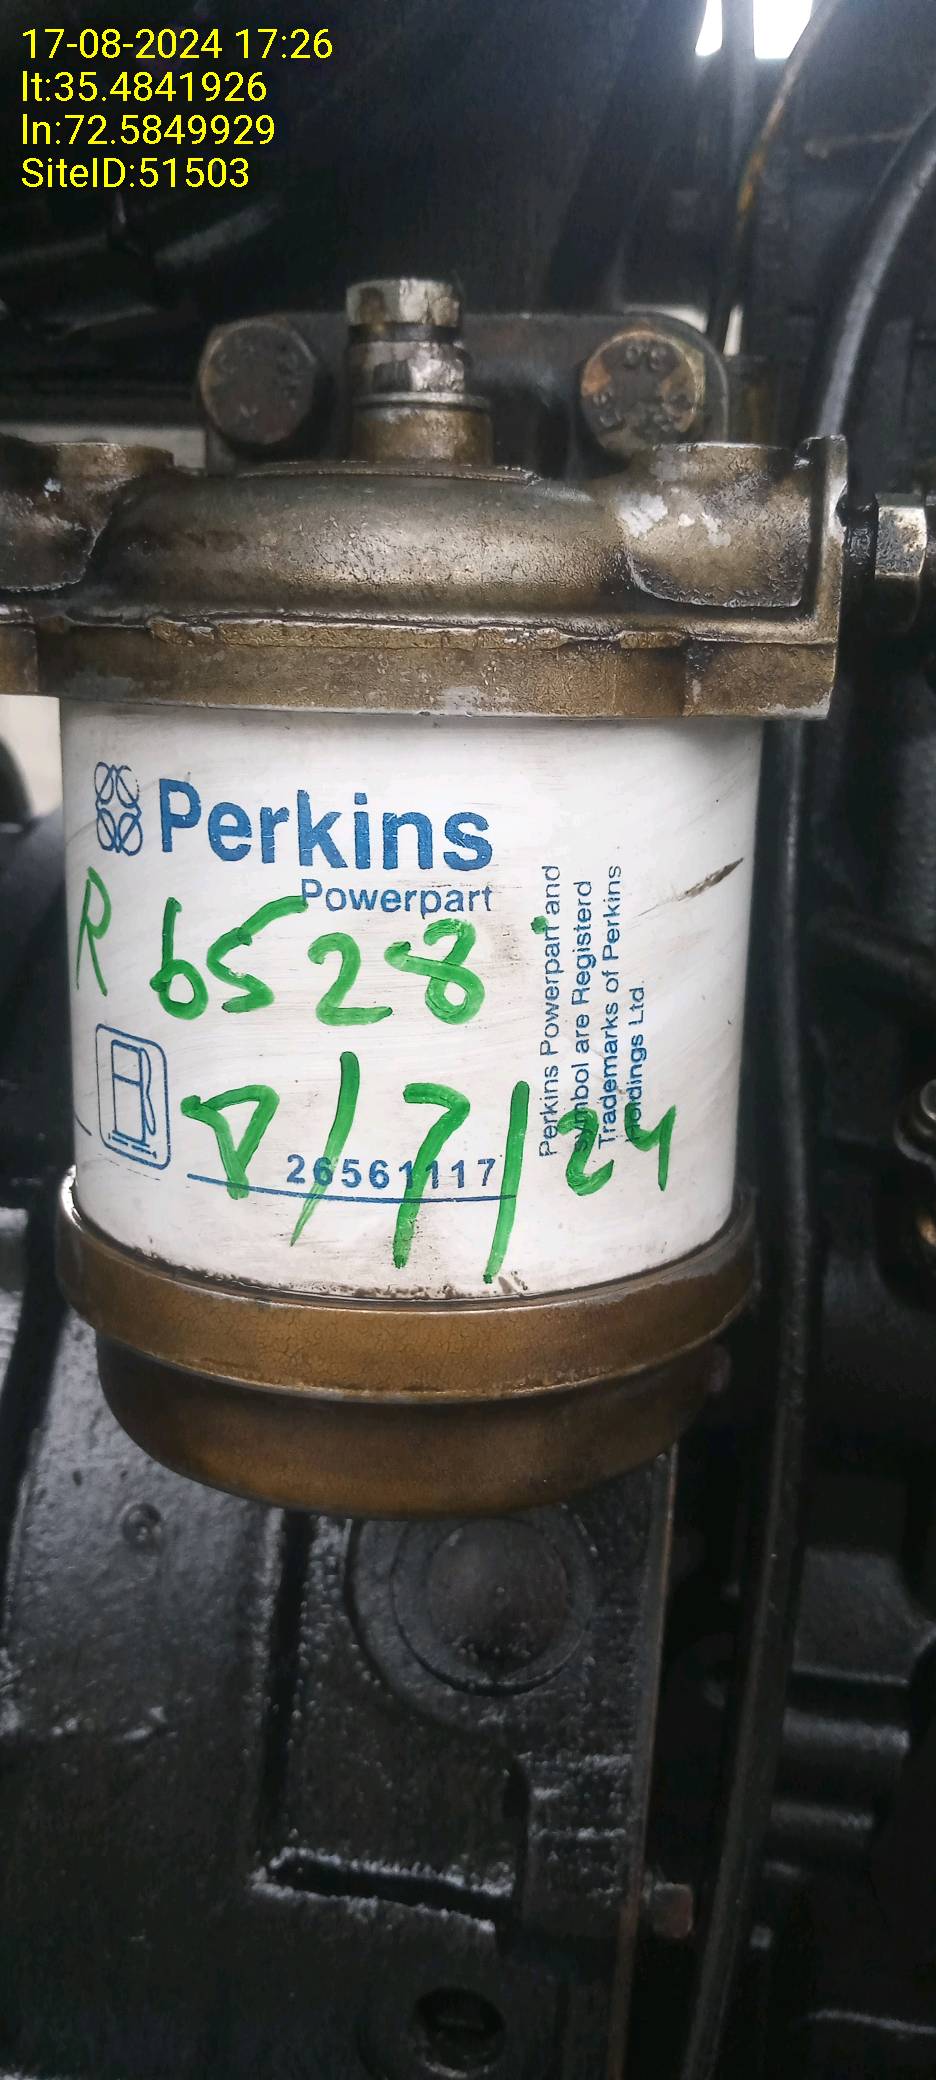 17-08-2024 17:26
lt:35.4841926
ln:72.5849929
SiteID:51503
Perkins
Powerpart
R 6528
26561117
/7/24
Perkins Powerpart and
Symbol are Registerd
Trademarks of Perkins
Holdings Ltd.